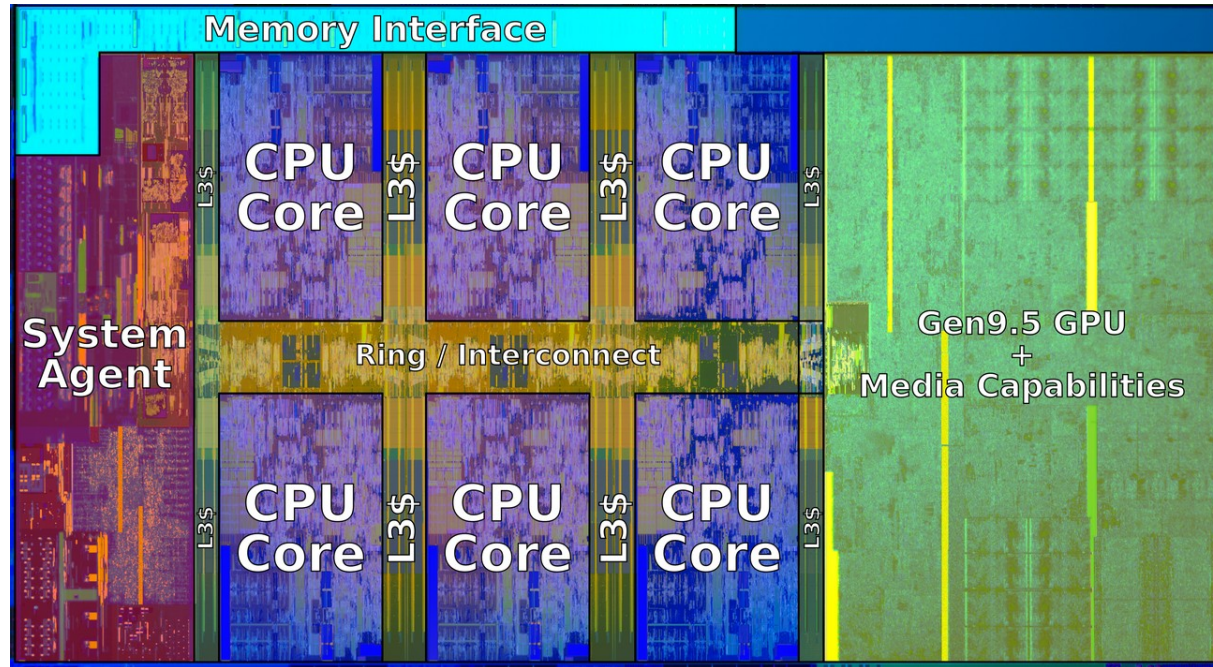 Memory Interface
L3$
CPU
Core
L3$
CPU
Core
L3$
CPU
Core
L3$
System
Agent
Ring / Interconnect
Gen9.5 GPU
+
Media Capabilities
L3$
CPU
Core
L3$
CPU
Core
L3$
CPU
Core
L3$